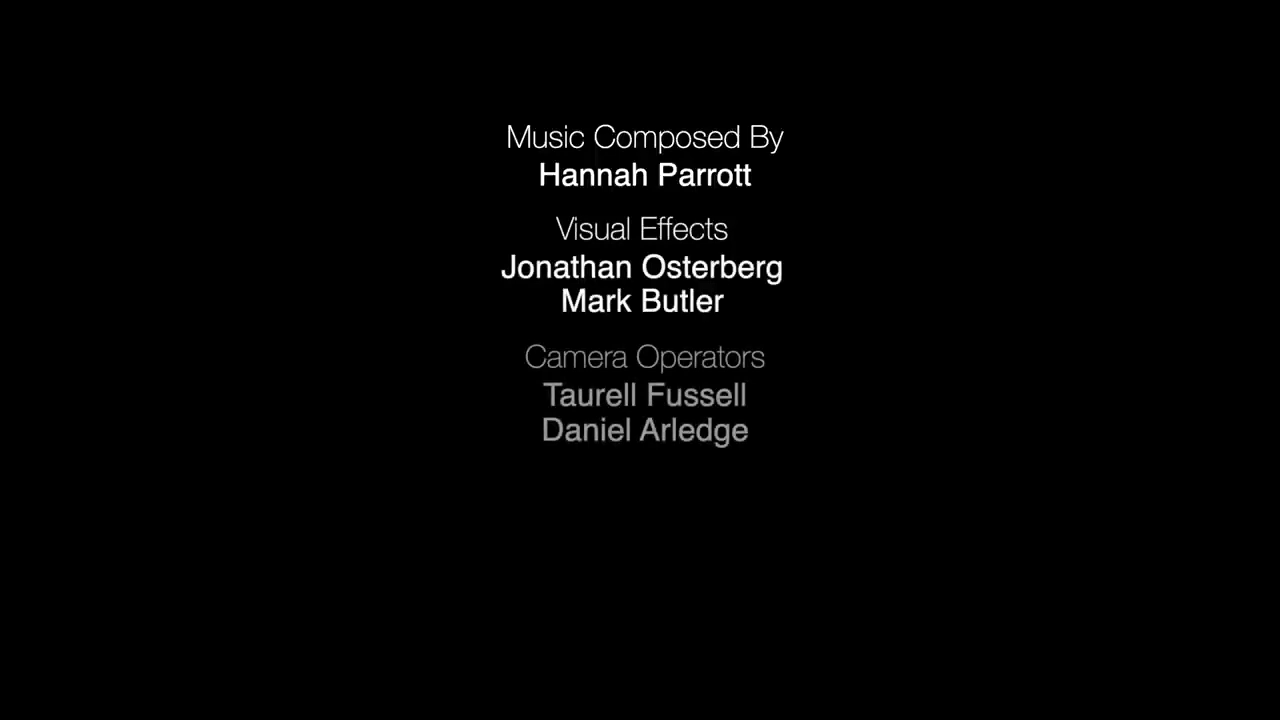 Music Composed By
Hannah Parrott
Visual Effects
Jonathan Osterberg
Mark Butler
Camera Operators
Taurell Fussell
Daniel Arledge